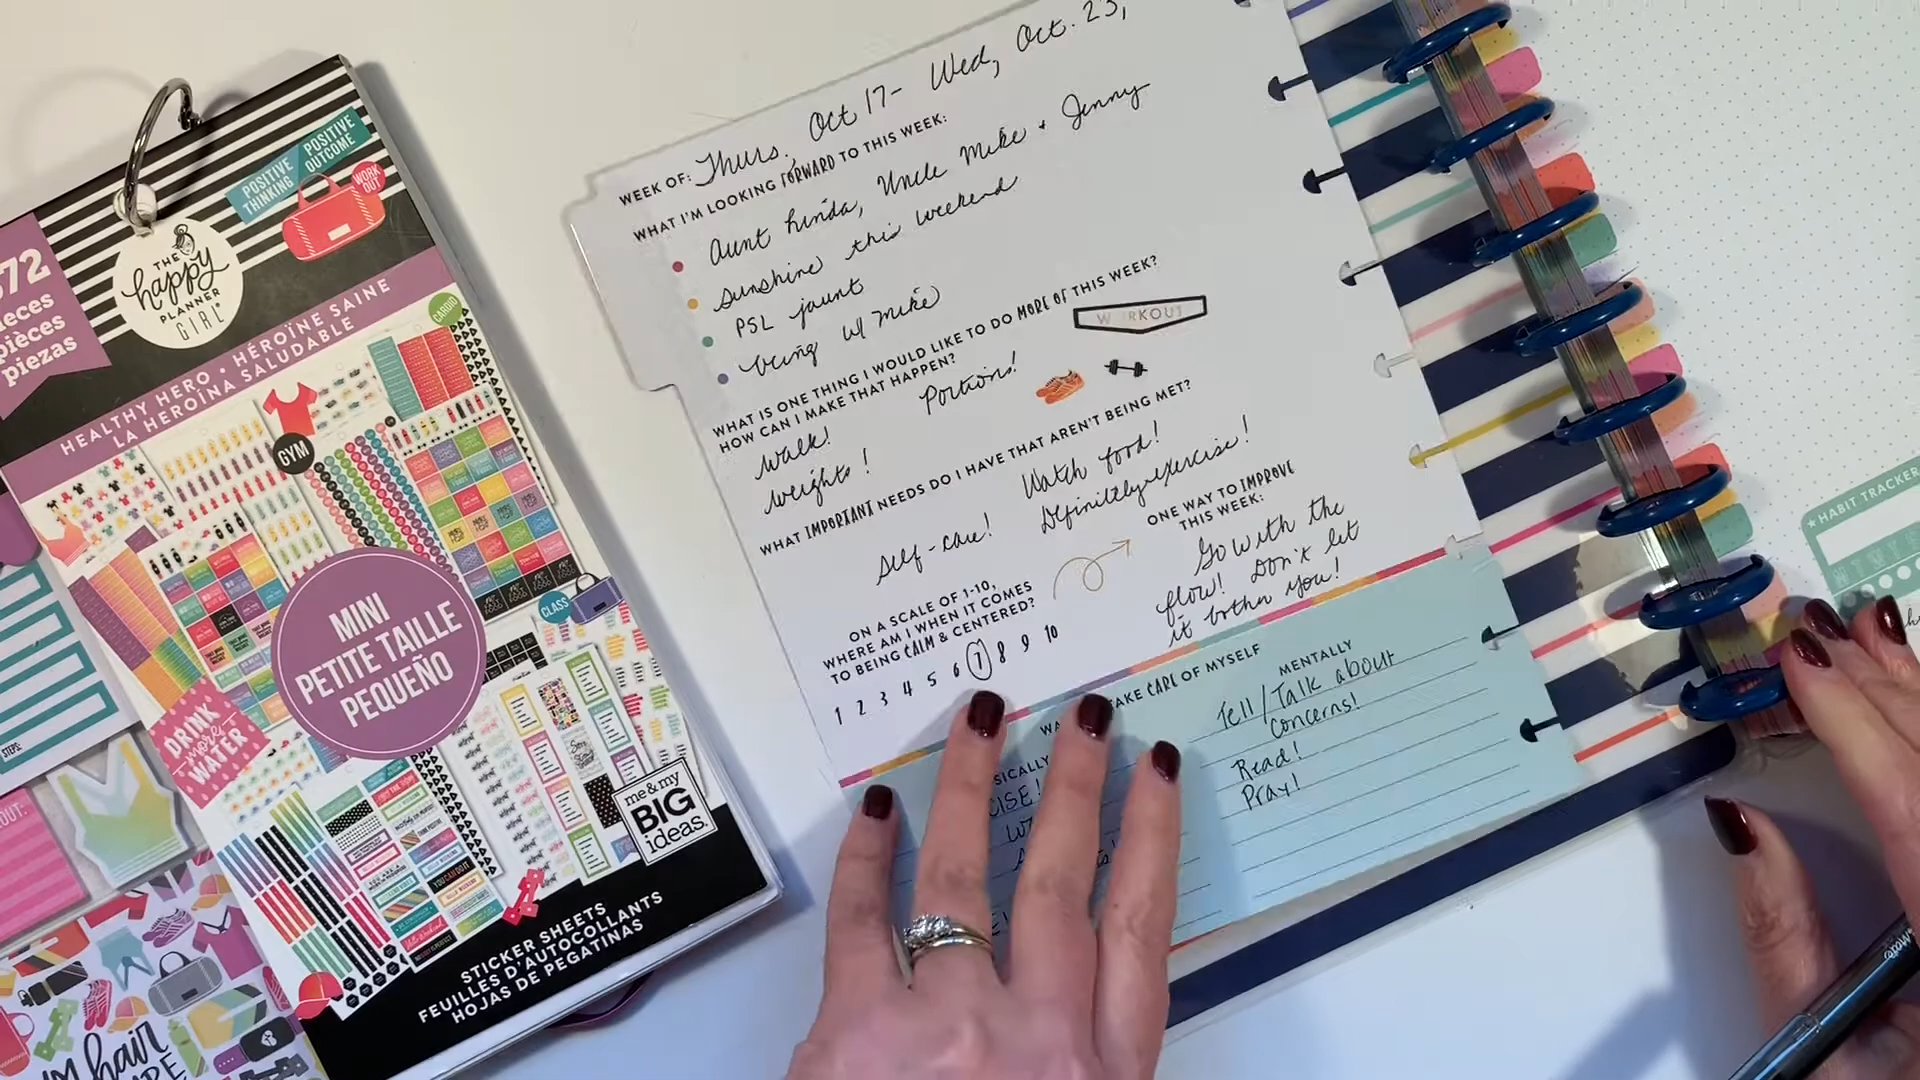 WEEK OF: Thurs, Oct 17- Wed, Oct. 23,
WHAT I'M LOOKING FORWARD TO THIS WEEK:
Aunt Linda, Uncle Mike + Jenny
sunshine this weekend
PSL jaunt
being w/ Mike
WHAT IS ONE THING I WOULD LIKE TO DO MORE OF THIS WEEK?
HOW CAN I MAKE THAT HAPPEN?
WORKOUT
Portions!
walk!
weights!
WHAT IMPORTANT NEEDS DO I HAVE THAT AREN'T BEING MET?
Watch food!
self-care!
Definitely exercise!
ONE WAY TO IMPROVE
THIS WEEK:
Go with the
flow! Don't let
it bother you!
ON A SCALE OF 1-10,
WHERE AM I WHEN IT COMES
TO BEING CALM & CENTERED?
1 2 3 4 5 6 7 8 9 10
TAKE CARE OF MYSELF
MENTALLY
Tell/Talk about
concerns!
Read!
Pray!
HABIT TRACKER
72
pièces
piezas
THE
happy
PLANNER
GIRL
POSITIVE
THINKING
POSITIVE
OUTCOME
WORK
OUT
HEALTHY HERO • HÉROÏNE SAINE
LA HEROÍNA SALUDABLE
CARDIO
GYM
MINI
PETITE TAILLE
PEQUEÑO
CLASS
DRINK
more
WATER
me & my
BIG
ideas.
STICKER SHEETS
FEUILLES D'AUTOCOLLANTS
HOJAS DE PEGATINAS
STEPS:
hair